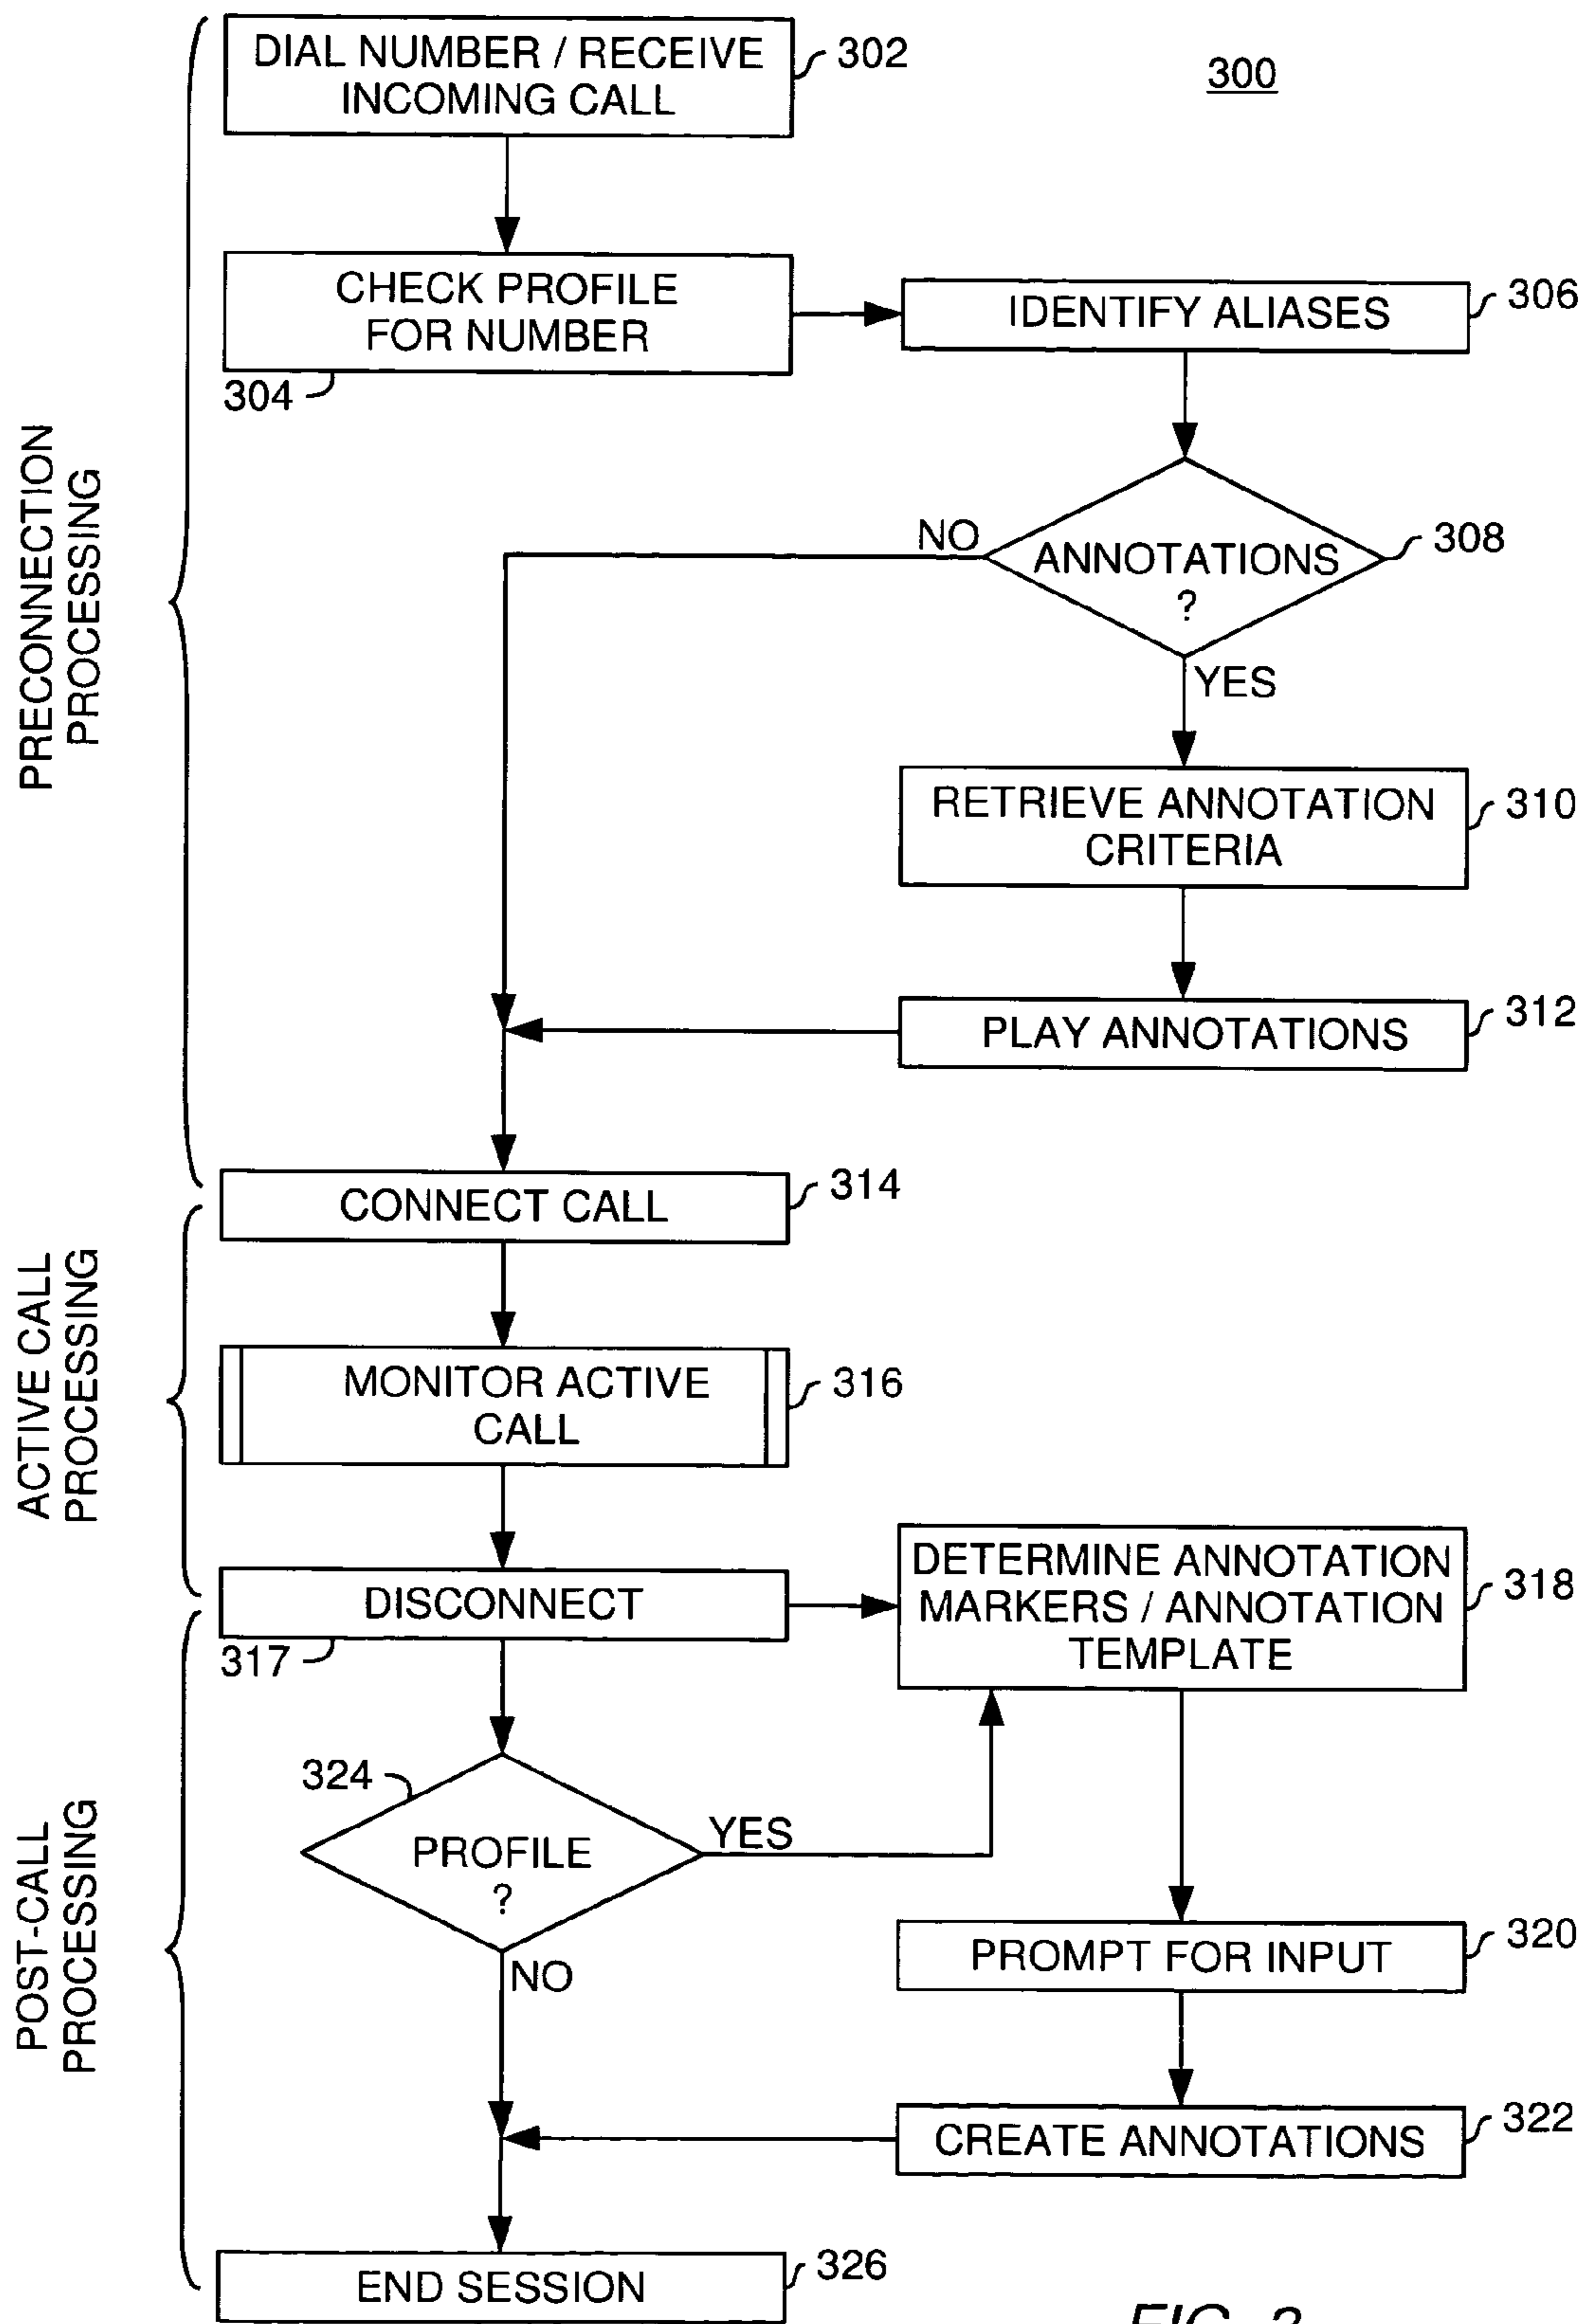 DIAL NUMBER / RECEIVE
INCOMING CALL
302
300
CHECK PROFILE
FOR NUMBER
304
IDENTIFY ALIASES
306
PRECONNECTION
PROCESSING
NO
ANNOTATIONS
?
308
YES
RETRIEVE ANNOTATION
CRITERIA
310
PLAY ANNOTATIONS
312
CONNECT CALL
314
ACTIVE CALL
PROCESSING
MONITOR ACTIVE
CALL
316
DISCONNECT
317
DETERMINE ANNOTATION
MARKERS / ANNOTATION
TEMPLATE
318
POST-CALL
PROCESSING
324
PROFILE
?
YES
NO
PROMPT FOR INPUT
320
CREATE ANNOTATIONS
322
END SESSION
326
FIG.